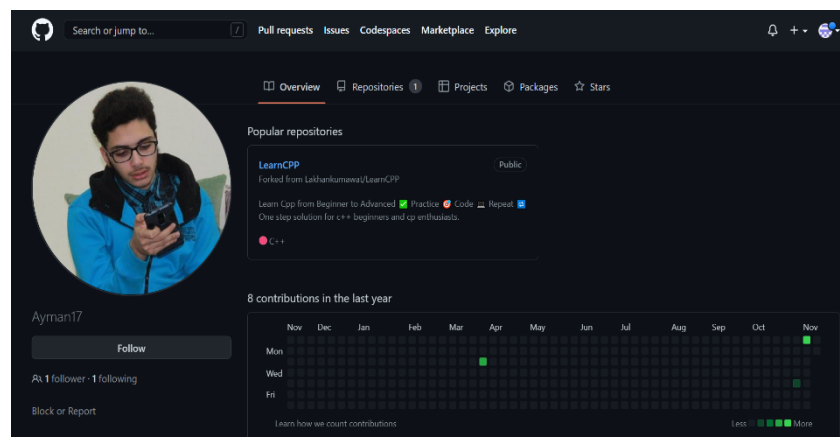 Search or jump to... / Pull requests Issues Codespaces Marketplace Explore
Overview Repositories 1 Projects Packages Stars
Popular repositories
LearnCPP Public
Forked from Lakhankumawat/LearnCPP
Learn Cpp from Beginner to Advanced ✅ Practice 🎯 Code 💻 Repeat 🔁
One step solution for c++ beginners and cp enthusiasts.
C++
8 contributions in the last year
Ayman17
Follow
1 follower · 1 following
Block or Report
Nov Dec Jan Feb Mar Apr May Jun Jul Aug Sep Oct Nov
Mon
Wed
Fri
Learn how we count contributions Less More